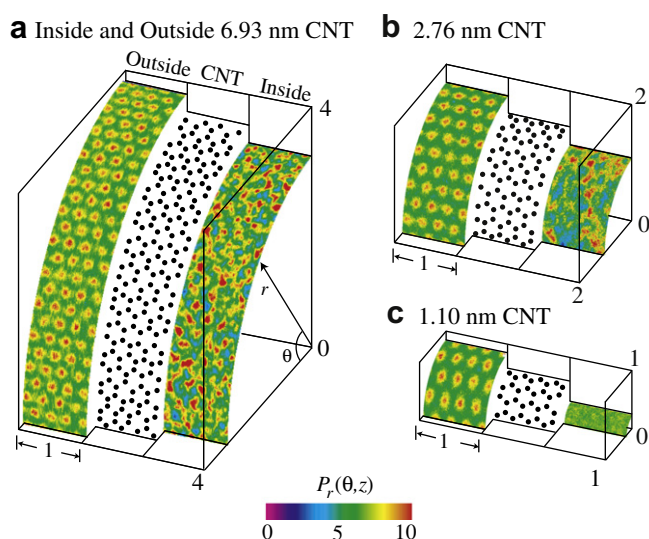 a Inside and Outside 6.93 nm CNT
Outside CNT Inside
4
r
θ
0
1
4
b 2.76 nm CNT
2
0
1
2
c 1.10 nm CNT
1
0
1
1
Pr(θ,z)
0 5 10